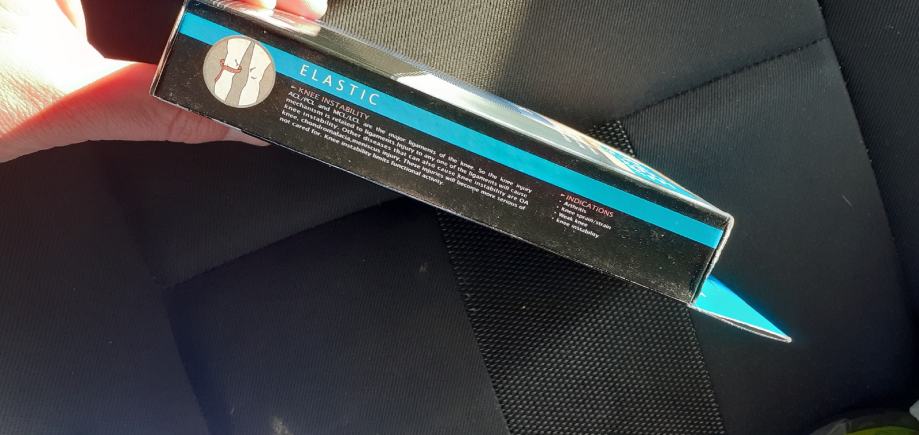 ELASTIC
KNEE INSTABILITY
ACL/PCL and MCL/LCL are the major ligaments of the knee. So the knee injury
mechanism is related to ligaments injury to any one of the ligaments will cause
knee instability. Other diseases that can also cause knee instability are OA
knee, chondromalacia,meniscus injury. These injuries will become more serious of
not cared for. Knee instability limits functional activity.
INDICATIONS
· Arthritis
· Knee sprain/strain
· Weak knee
· Knee instability